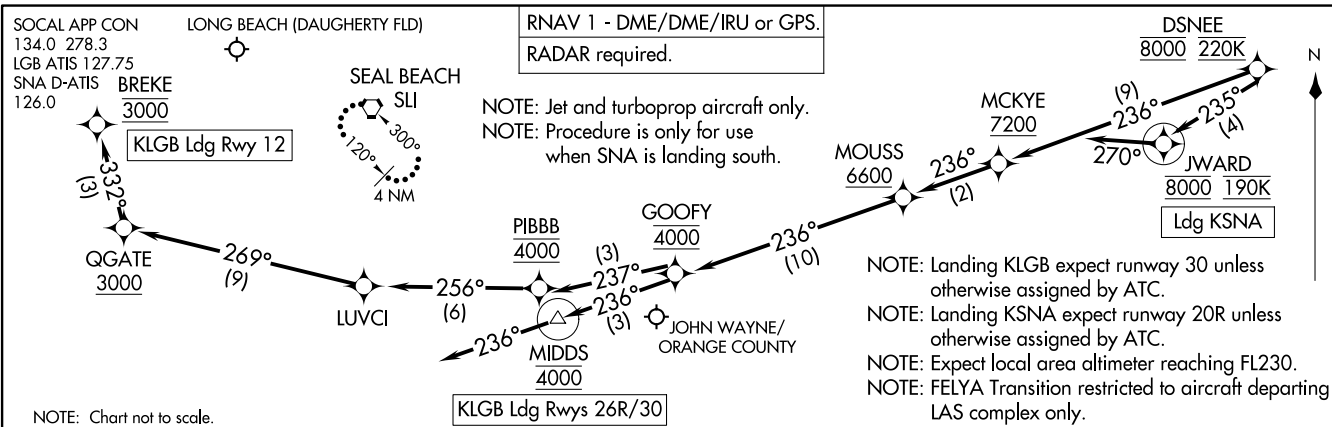 SOCAL APP CON
134.0 278.3
LGB ATIS 127.75
SNA D-ATIS
126.0
LONG BEACH (DAUGHERTY FLD)
RNAV 1 - DME/DME/IRU or GPS.
RADAR required.
NOTE: Jet and turboprop aircraft only.
NOTE: Procedure is only for use
when SNA is landing south.
SEAL BEACH
SLI
300°
120°
4 NM
BREKE
3000
KLGB Ldg Rwy 12
332°
(3)
QGATE
3000
269°
(9)
LUVCI
256°
(6)
PIBBB
4000
(3)
237°
236°
(3)
GOOFY
4000
236°
MIDDS
4000
KLGB Ldg Rwys 26R/30
JOHN WAYNE/
ORANGE COUNTY
236°
(10)
MOUSS
6600
236°
(2)
MCKYE
7200
(9)
236°
DSNEE
8000 220K
235°
(4)
270°
JWARD
8000 190K
Ldg KSNA
N
NOTE: Landing KLGB expect runway 30 unless
otherwise assigned by ATC.
NOTE: Landing KSNA expect runway 20R unless
otherwise assigned by ATC.
NOTE: Expect local area altimeter reaching FL230.
NOTE: FELYA Transition restricted to aircraft departing
LAS complex only.
NOTE: Chart not to scale.